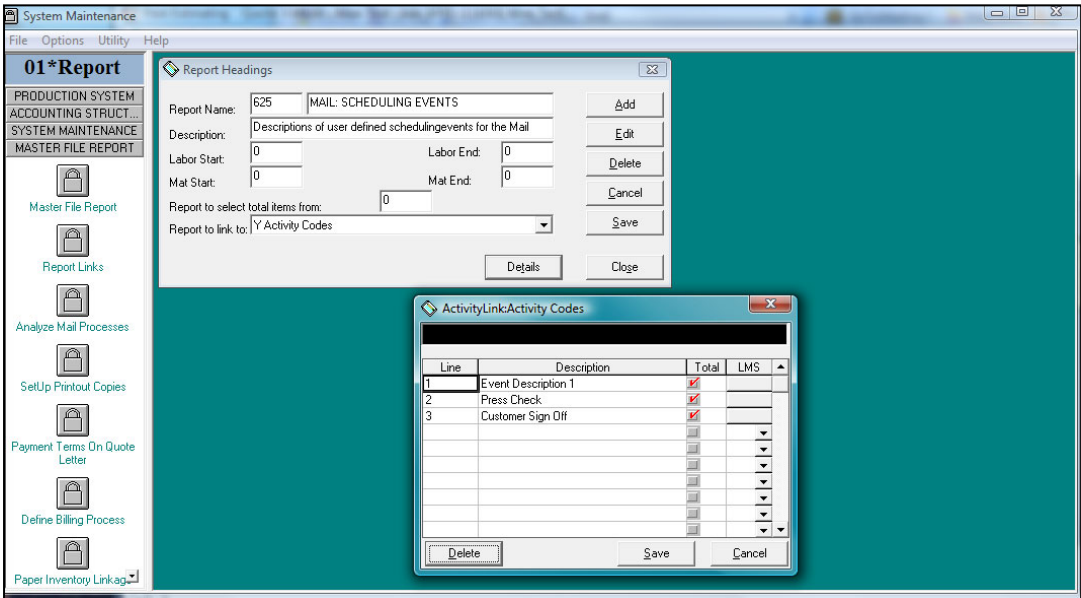 System Maintenance
File Options Utility Help
01*Report
PRODUCTION SYSTEM
ACCOUNTING STRUCT...
SYSTEM MAINTENANCE
MASTER FILE REPORT
Master File Report
Report Links
Analyze Mail Processes
SetUp Printout Copies
Payment Terms On Quote
Letter
Define Billing Process
Paper Inventory Linkag
Report Headings
Report Name: 625 MAIL: SCHEDULING EVENTS
Description: Descriptions of user defined schedulingevents for the Mail
Labor Start: 0 Labor End: 0
Mat Start: 0 Mat End: 0
Report to select total items from: 0
Report to link to: Y Activity Codes
Add
Edit
Delete
Cancel
Save
Details Close
ActivityLink:Activity Codes
Line Description Total LMS
1 Event Description 1
2 Press Check
3 Customer Sign Off
Delete Save Cancel